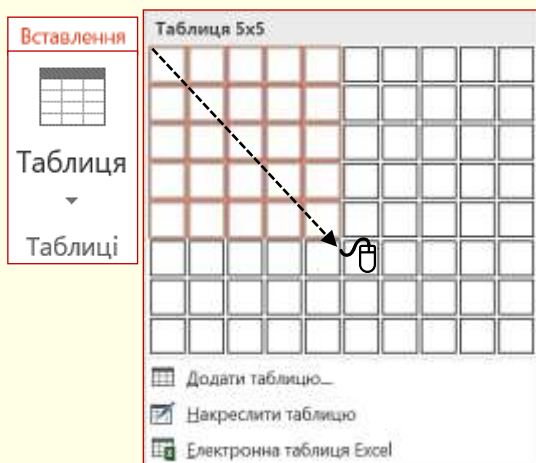 Вставлення
Таблиця
Таблиці
Таблиця 5x5
Додати таблицю...
Накреслити таблицю
Електронна таблиця Excel